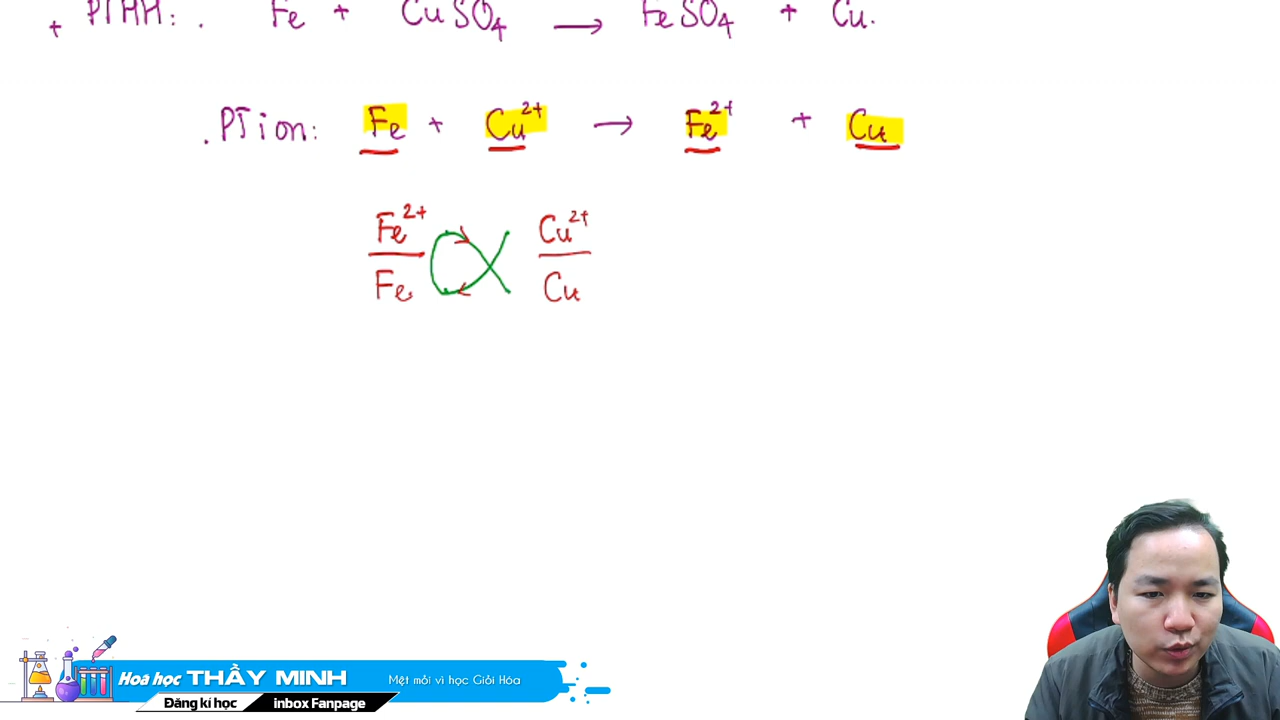 + PTHH: . Fe + CuSO₄ → FeSO₄ + Cu.
. PT ion: Fe + Cu²⁺ → Fe²⁺ + Cu
Fe²⁺ Cu²⁺
Fe Cu
Hoá học THẦY MINH
Mệt mỏi vì học Giỏi Hóa
Đăng kí học inbox Fanpage